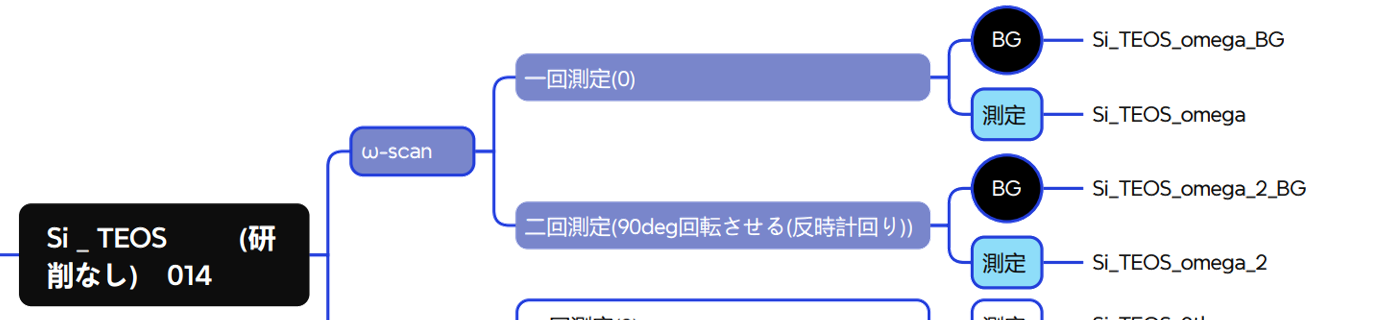 BG
Si_TEOS_omega_BG
一回測定(0)
測定
Si_TEOS_omega
ω-scan
BG
Si_TEOS_omega_2_BG
二回測定(90deg回転させる(反時計回り))
Si _ TEOS (研
削なし) 014
測定
Si_TEOS_omega_2